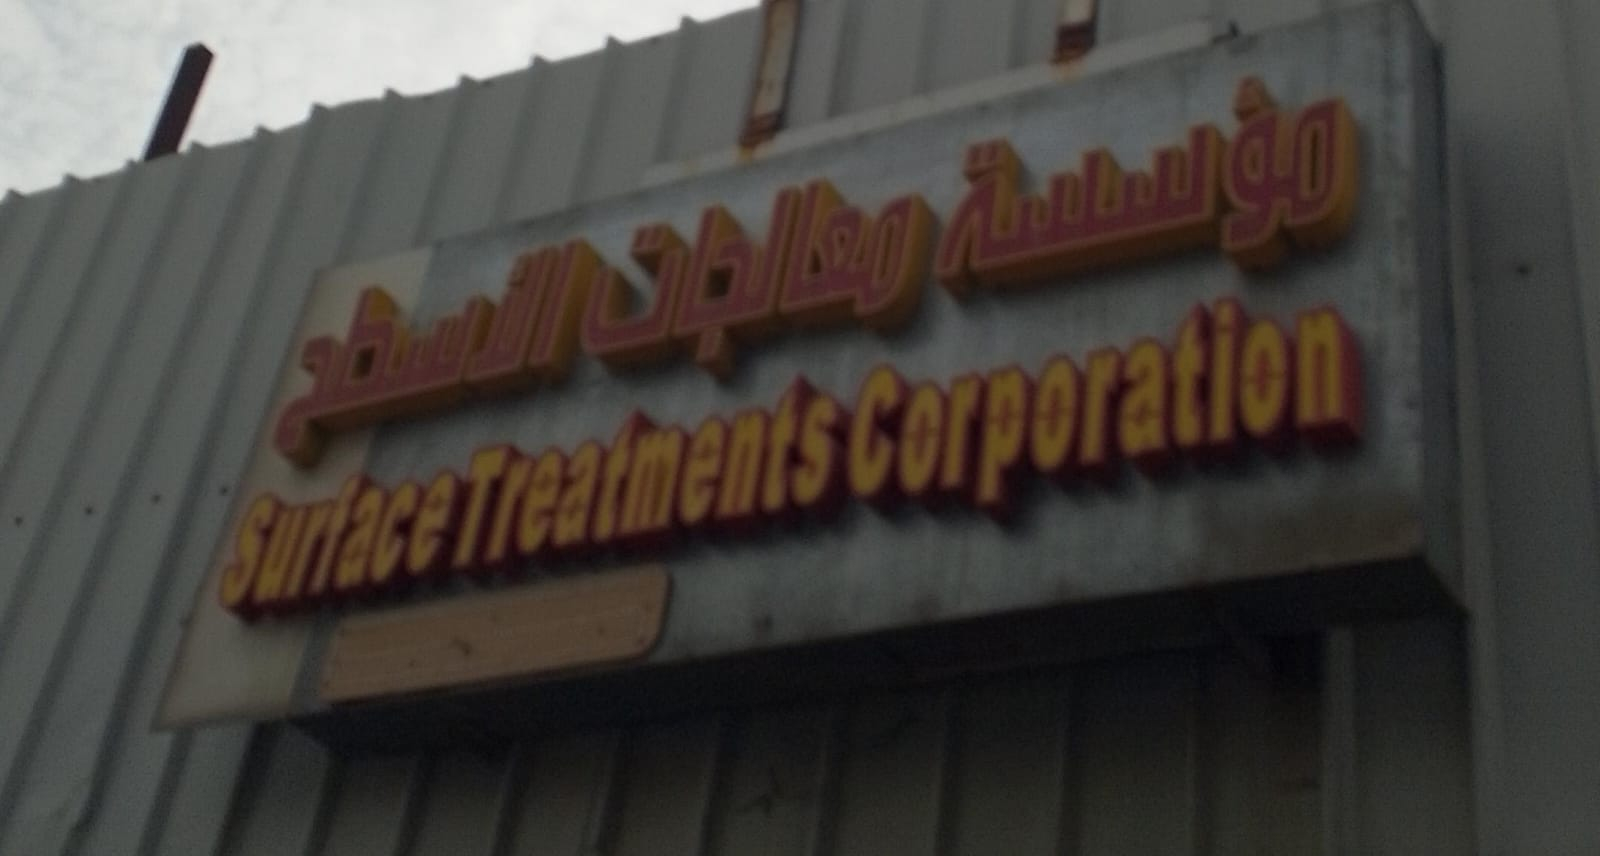 مؤسسة معالجات الأسطح
Surface Treatments Corporation